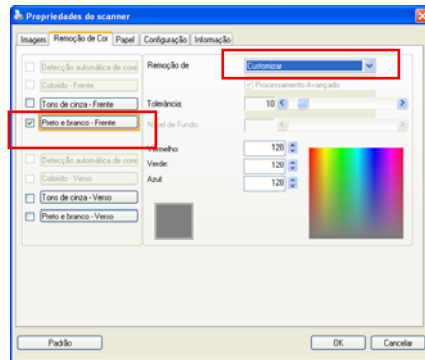 Propriedades do scanner
Imagem Remoção de Cor Papel Configuração Informação
Detecção automática de core
Colorido - Frente
Tons de cinza - Frente
Preto e branco - Frente
Detecção automática de core
Colorido - Verso
Tons de cinza - Verso
Preto e branco - Verso
Remoção de Customizar
Processamento Avançado
Tolerância: 10
Nível de Fundo:
Vermelho: 128
Verde: 128
Azul: 128
Padrão OK Cancelar